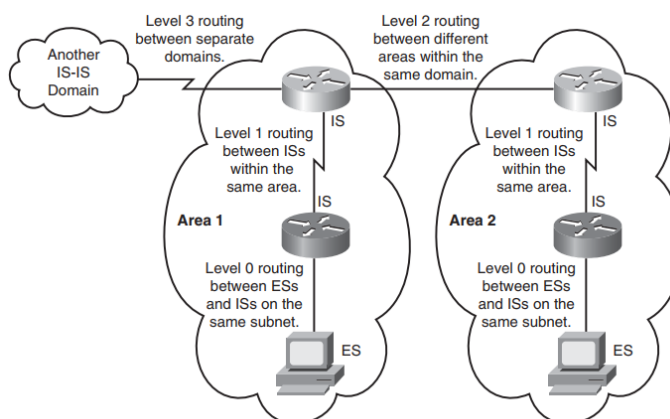 Level 3 routing
between separate
domains.
Level 2 routing
between different
areas within the
same domain.
Another
IS-IS
Domain
IS
IS
Level 1 routing
between ISs
within the
same area.
Level 1 routing
between ISs
within the
same area.
IS
IS
Area 1
Area 2
Level 0 routing
between ESs
and ISs on the
same subnet.
Level 0 routing
between ESs
and ISs on the
same subnet.
ES
ES